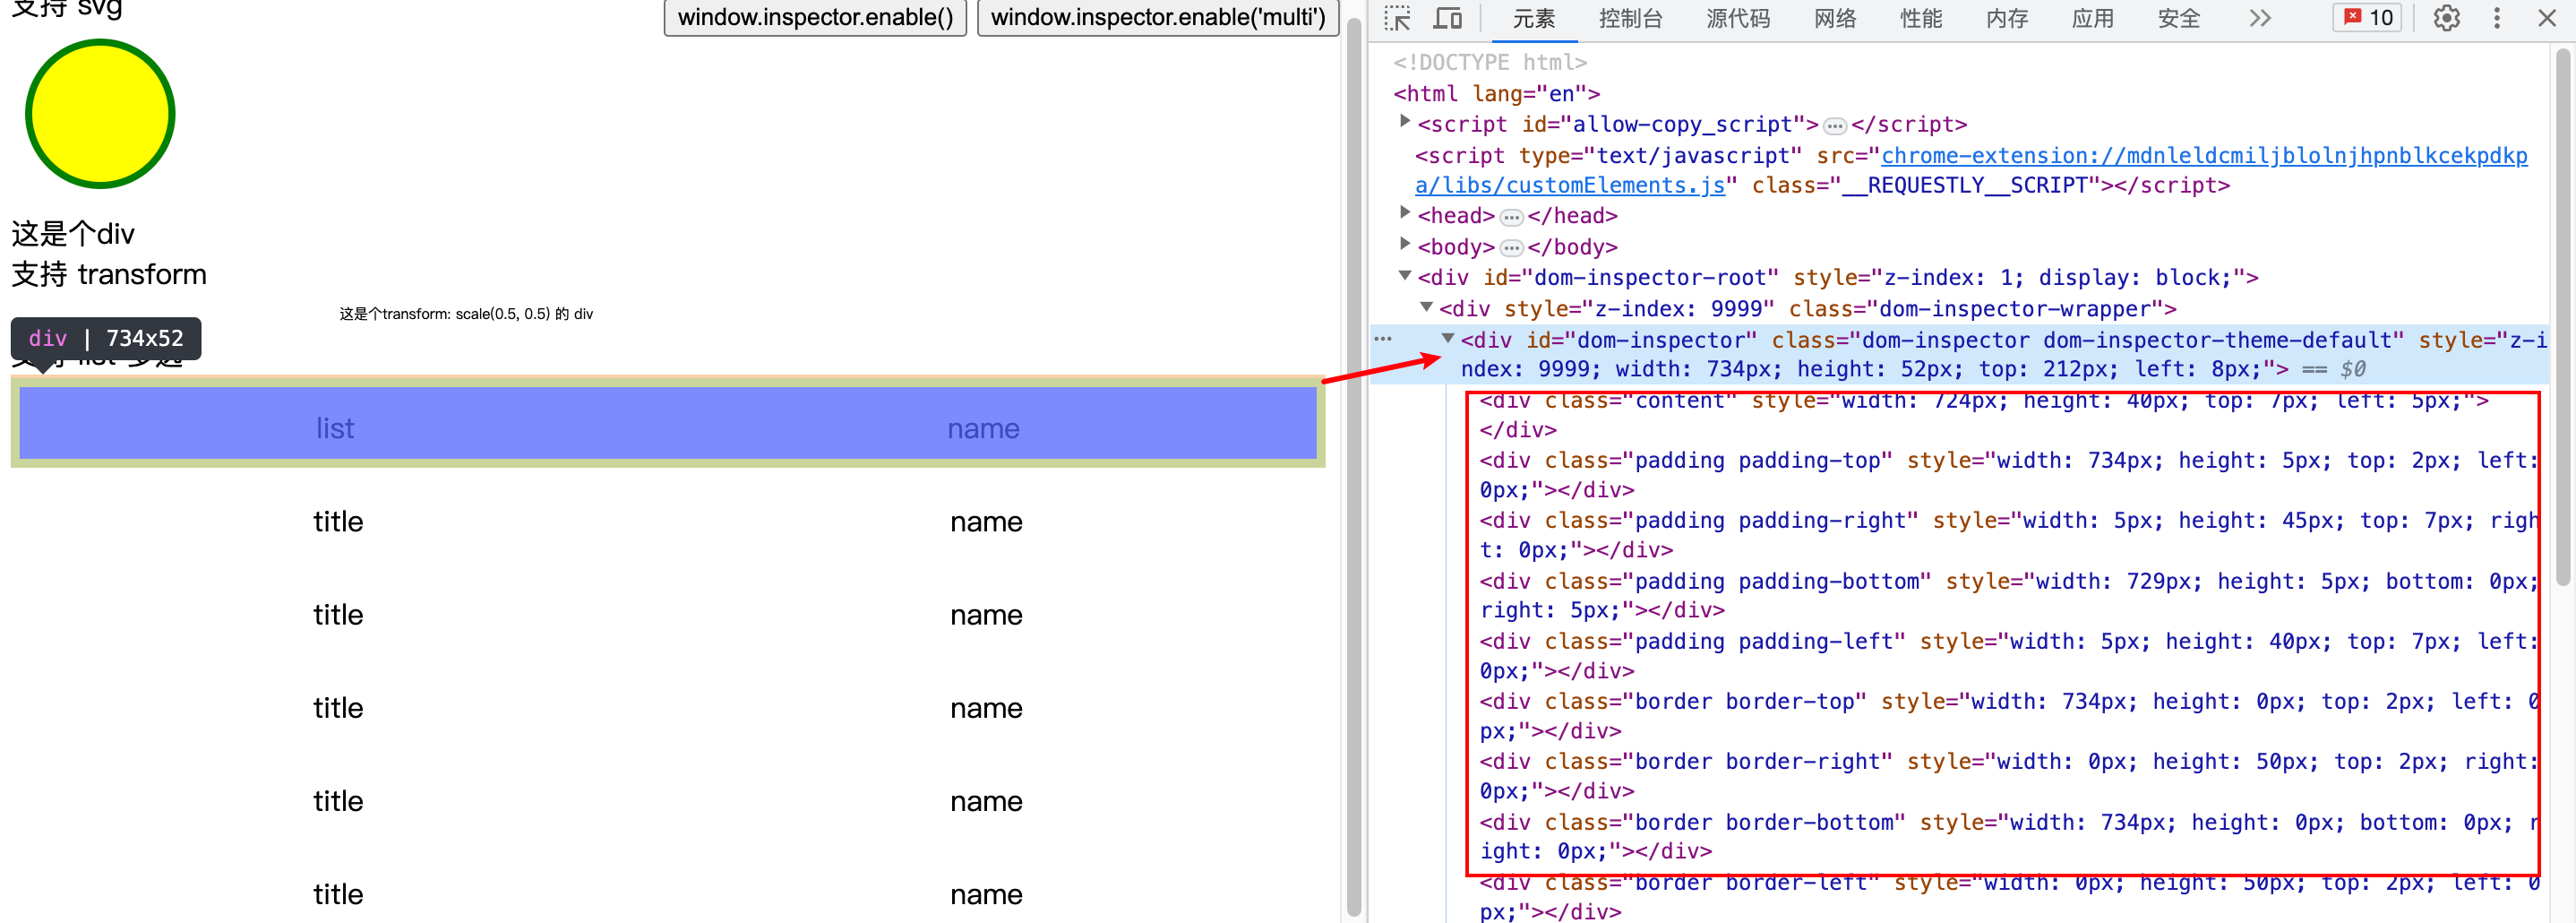 支持 svg
window.inspector.enable()
window.inspector.enable('multi')
这是个div
支持 transform
这是个transform: scale(0.5, 0.5) 的 div
div | 734x52
list name
title name
title name
title name
title name
title name
元素 控制台 源代码 网络 性能 内存 应用 安全 10
<!DOCTYPE html>
<html lang="en">
<script id="allow-copy_script">…</script>
<script type="text/javascript" src="chrome-extension://mdnleldcmiljblolnjhpnblkcekpdkp
a/libs/customElements.js" class="__REQUESTLY__SCRIPT"></script>
<head>…</head>
<body>…</body>
<div id="dom-inspector-root" style="z-index: 1; display: block;">
<div style="z-index: 9999" class="dom-inspector-wrapper">
<div id="dom-inspector" class="dom-inspector dom-inspector-theme-default" style="z-i
ndex: 9999; width: 734px; height: 52px; top: 212px; left: 8px;"> == $0
<div class="content" style="width: 724px; height: 40px; top: 7px; left: 5px;">
</div>
<div class="padding padding-top" style="width: 734px; height: 5px; top: 2px; left:
0px;"></div>
<div class="padding padding-right" style="width: 5px; height: 45px; top: 7px; righ
t: 0px;"></div>
<div class="padding padding-bottom" style="width: 729px; height: 5px; bottom: 0px;
right: 5px;"></div>
<div class="padding padding-left" style="width: 5px; height: 40px; top: 7px; left:
0px;"></div>
<div class="border border-top" style="width: 734px; height: 0px; top: 2px; left: 0
px;"></div>
<div class="border border-right" style="width: 0px; height: 50px; top: 2px; right:
0px;"></div>
<div class="border border-bottom" style="width: 734px; height: 0px; bottom: 0px; r
ight: 0px;"></div>
<div class="border border-left" style="width: 0px; height: 50px; top: 2px; left: 0
px;"></div>